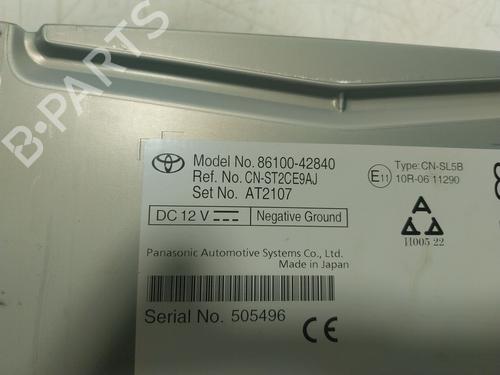 B-PARTS
Model No. 86100-42840
Ref. No. CN-ST2CE9AJ
Set No. AT2107
DC 12 V
Negative Ground
Panasonic Automotive Systems Co., Ltd.
Made in Japan
Serial No. 505496
CE
E11
Type: CN-SL5B
10R-06 11290
A
11005 22